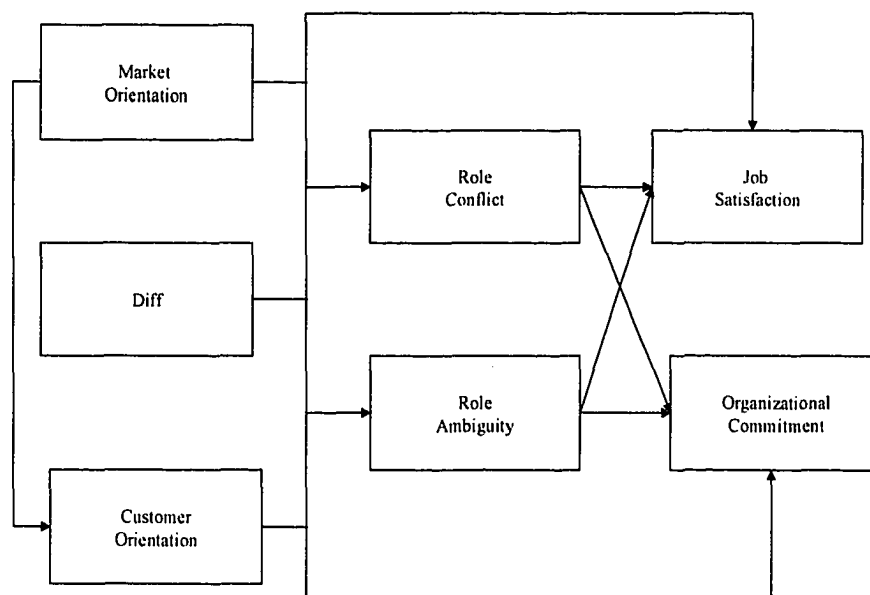 Market
Orientation
Role
Conflict
Job
Satisfaction
Diff
Role
Ambiguity
Organizational
Commitment
Customer
Orientation